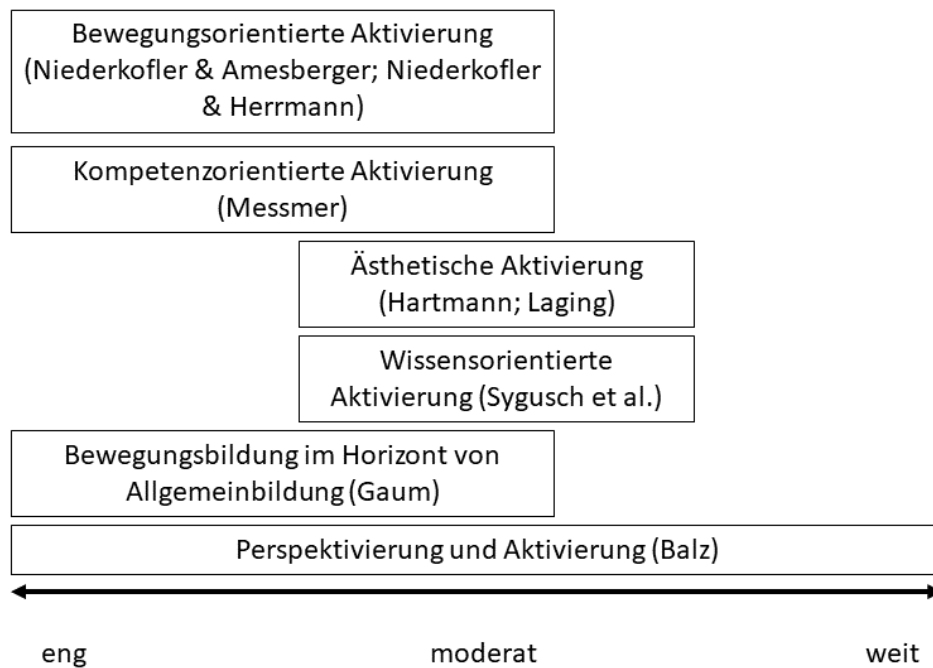 Bewegungsorientierte Aktivierung
(Niederkofler & Amesberger; Niederkofler
& Herrmann)
Kompetenzorientierte Aktivierung
(Messmer)
Ästhetische Aktivierung
(Hartmann; Laging)
Wissensorientierte
Aktivierung (Sygusch et al.)
Bewegungsbildung im Horizont von
Allgemeinbildung (Gaum)
Perspektivierung und Aktivierung (Balz)
eng moderat weit